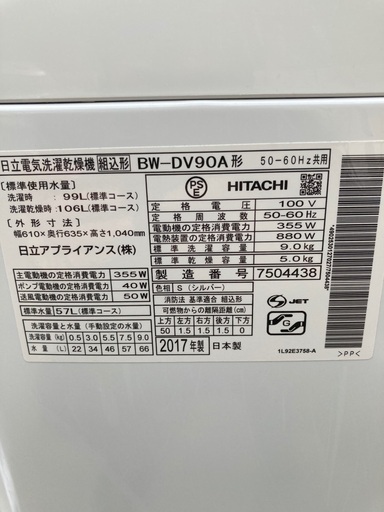 日立電気洗濯乾燥機 組込形 BW-DV90A形 50-60Hz共用
[標準使用水量]
洗濯時 :99L(標準コース)
洗濯乾燥時:106L(標準コース)
[外形寸法]
幅610×奥行635×高さ1,040mm
日立アプライアンス(株)
PSE HITACHI
定格電圧 100V
定格周波数 50-60Hz
電動機の定格消費電力 355W
電熱装置の定格消費電力 880W
標準洗濯容量 9.0kg
標準乾燥容量 5.0kg
製造番号 7504438
主電動機の定格消費電力 355W
ポンプ電動機の定格消費電力 40W
送風電動機の定格消費電力 50W
標準水量 57L(標準コース)
洗濯容量と水量(手動設定の水量)
洗濯容量(kg) 0.5 3.0 5.5 7.5 9.0
水量(L) 22 34 46 57 66
色柄 S(シルバー)
消防法 基準適合 組込形
可燃物からの離隔距離(cm)
上方 左方 右方 前方 後方 下方
50 1.5 1.5 1.5 1.5 0
2017年製 日本製
S JET
G
1L92E3758-A
>PP<